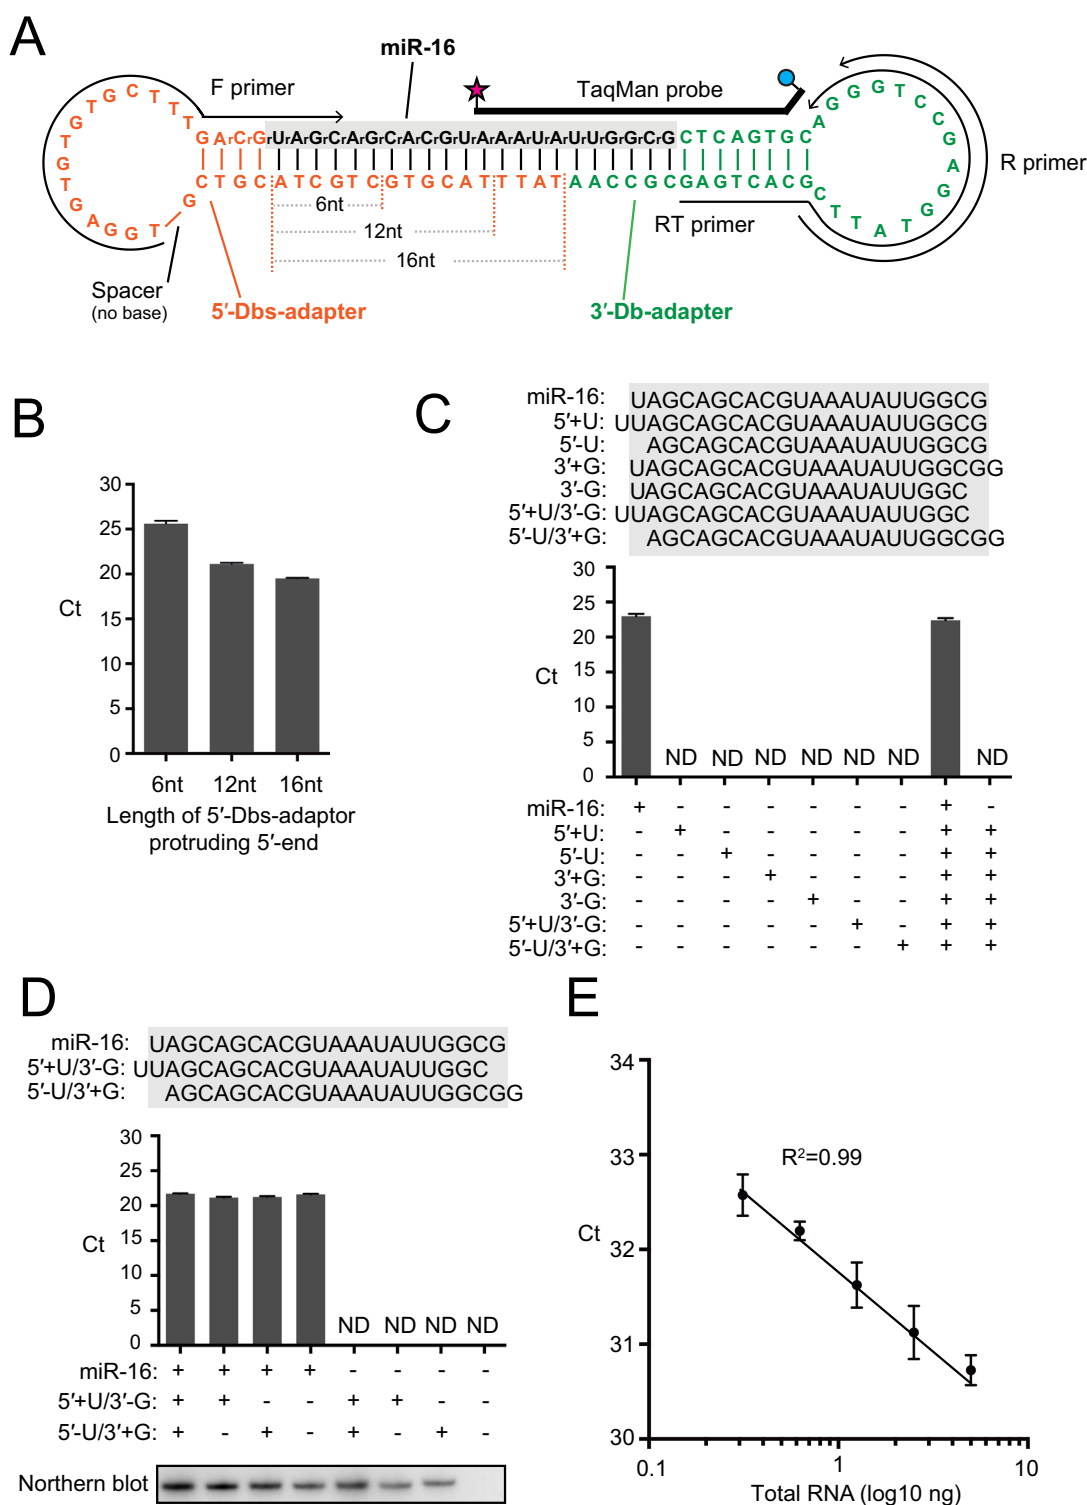 A
miR-16
F primer
TaqMan probe
R primer
TGGAGTGTGTGCTTT
GArCrG
rUrArGrCrArGrCrArCrGrUrArArArUrArUrUrGrGrCrG
CTCAGTGC
AGGGTCCGAGGTATTC
G
CTGC
ATCGTCGTGCATTTAT
AACCGC
GAGTCACG
6nt
12nt
16nt
RT primer
Spacer
(no base)
5′-Dbs-adapter
3′-Db-adapter
B
Ct
30
25
20
15
10
5
0
6nt 12nt 16nt
Length of 5′-Dbs-adaptor
protruding 5′-end
C
miR-16: UAGCAGCACGUAAAUAUUGGCG
5′+U: UUAGCAGCACGUAAAUAUUGGCG
5′-U: AGCAGCACGUAAAUAUUGGCG
3′+G: UAGCAGCACGUAAAUAUUGGCGG
3′-G: UAGCAGCACGUAAAUAUUGGC
5′+U/3′-G: UUAGCAGCACGUAAAUAUUGGC
5′-U/3′+G: AGCAGCACGUAAAUAUUGGCGG
Ct
30
25
20
15
10
5
0
ND ND ND ND ND ND ND
miR-16: + - - - - - - + -
5′+U: - + - - - - - + +
5′-U: - - + - - - - + +
3′+G: - - - + - - - + +
3′-G: - - - - + - - + +
5′+U/3′-G: - - - - - + - + +
5′-U/3′+G: - - - - - - + + +
D
miR-16: UAGCAGCACGUAAAUAUUGGCG
5′+U/3′-G: UUAGCAGCACGUAAAUAUUGGC
5′-U/3′+G: AGCAGCACGUAAAUAUUGGCGG
Ct
30
25
20
15
10
5
0
ND ND ND ND
miR-16: + + + + - - - -
5′+U/3′-G: + + - - + + - -
5′-U/3′+G: + - + - + - + -
Northern blot
E
Ct
34
33
32
31
30
R²=0.99
0.1 1 10
Total RNA (log10 ng)